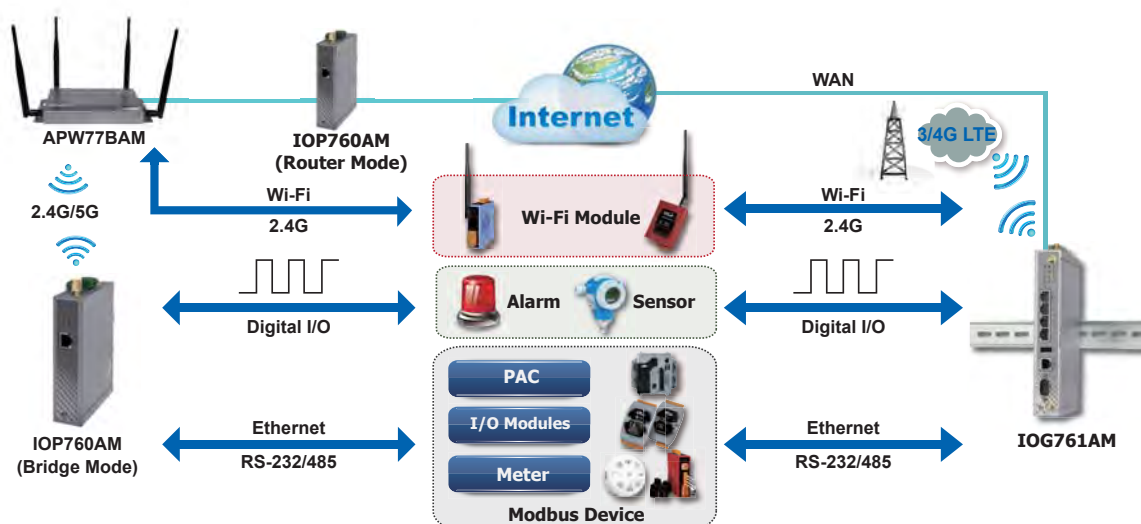 APW77BAM
IOP760AM
(Router Mode)
Internet
WAN
3/4G LTE
2.4G/5G
Wi-Fi
2.4G
Wi-Fi Module
Wi-Fi
2.4G
Digital I/O
Alarm
Sensor
Digital I/O
IOP760AM
(Bridge Mode)
Ethernet
RS-232/485
PAC
I/O Modules
Meter
Modbus Device
Ethernet
RS-232/485
IOG761AM